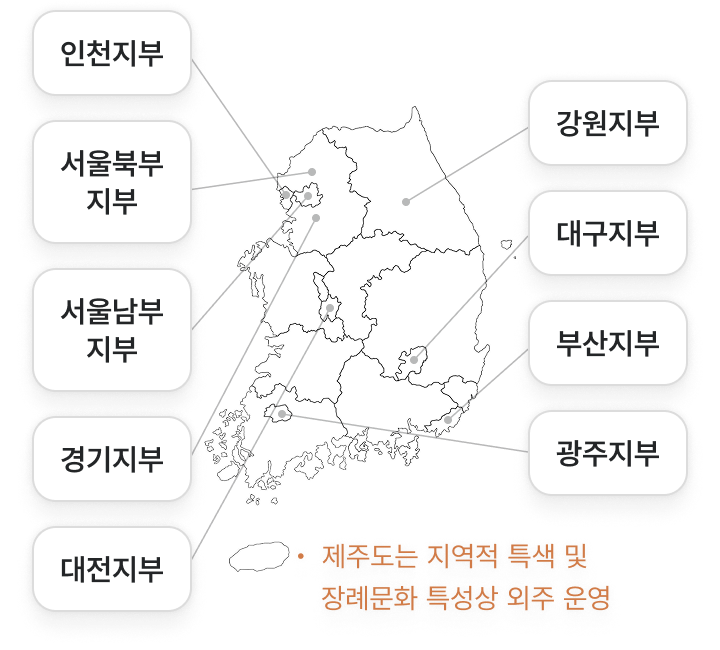 인천지부
서울북부
지부
서울남부
지부
경기지부
대전지부
강원지부
대구지부
부산지부
광주지부
• 제주도는 지역적 특색 및
장례문화 특성상 외주 운영